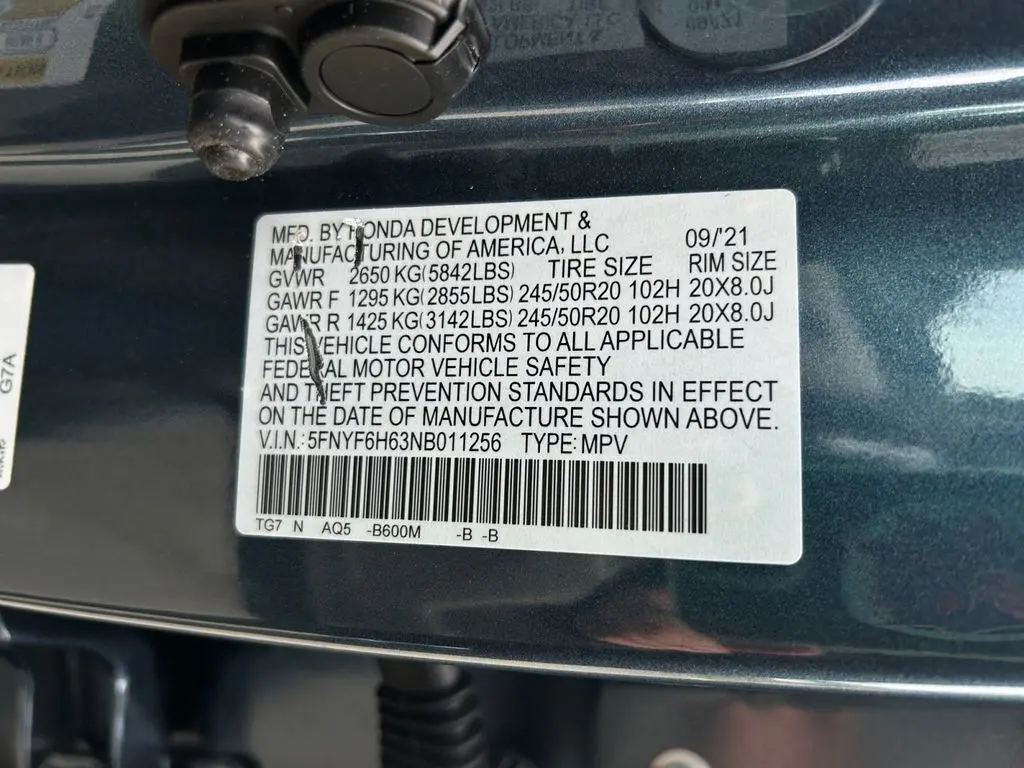 MFD. BY HONDA DEVELOPMENT &
MANUFACTURING OF AMERICA, LLC 09/'21
GVWR 2650 KG(5842LBS) TIRE SIZE RIM SIZE
GAWR F 1295 KG(2855LBS) 245/50R20 102H 20X8.0J
GAWR R 1425 KG(3142LBS) 245/50R20 102H 20X8.0J
THIS VEHICLE CONFORMS TO ALL APPLICABLE
FEDERAL MOTOR VEHICLE SAFETY
AND THEFT PREVENTION STANDARDS IN EFFECT
ON THE DATE OF MANUFACTURE SHOWN ABOVE.
V.I.N.: 5FNYF6H63NB011256 TYPE: MPV
TG7 N AQ5 -B600M -B -B
G7A